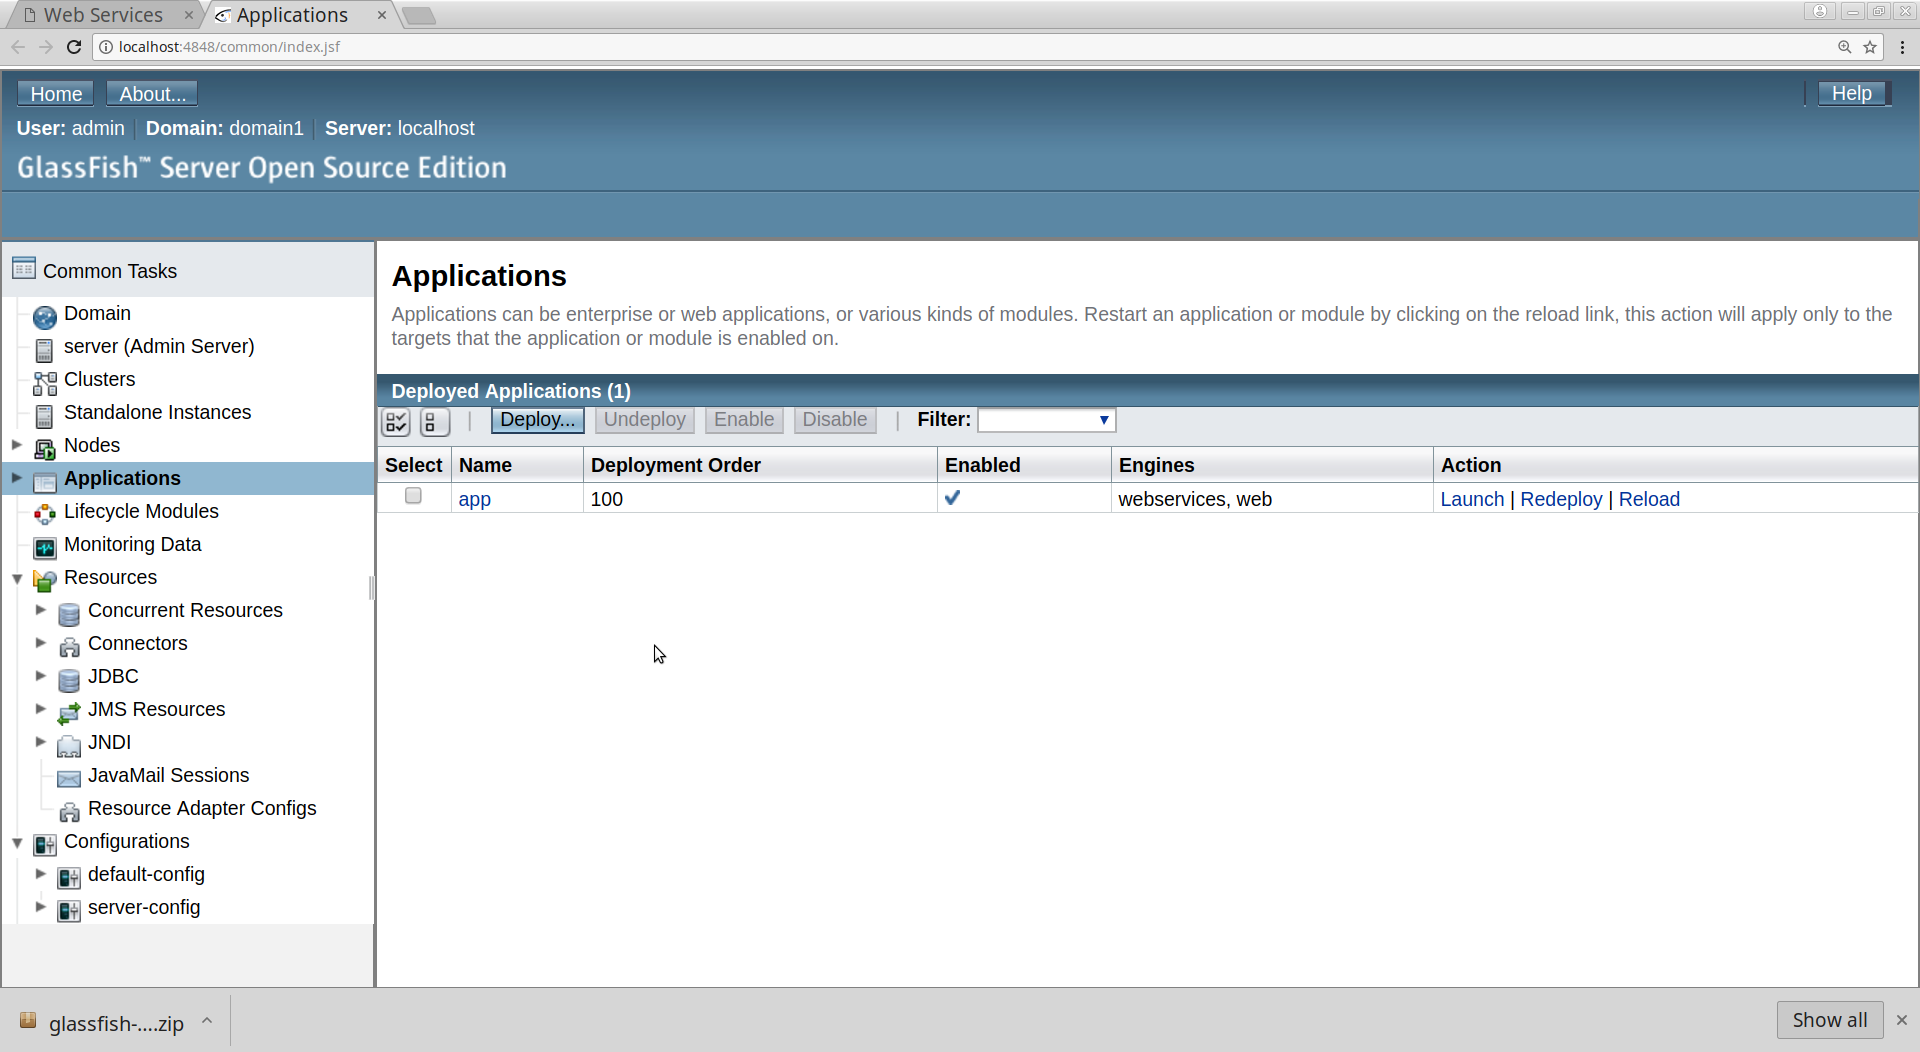 Web Services
Applications
localhost:4848/common/index.jsf
Home
About...
Help
User: admin
Domain: domain1
Server: localhost
GlassFish™ Server Open Source Edition
Common Tasks
Domain
server (Admin Server)
Clusters
Standalone Instances
Nodes
Applications
Lifecycle Modules
Monitoring Data
Resources
Concurrent Resources
Connectors
JDBC
JMS Resources
JNDI
JavaMail Sessions
Resource Adapter Configs
Configurations
default-config
server-config
Applications
Applications can be enterprise or web applications, or various kinds of modules. Restart an application or module by clicking on the reload link, this action will apply only to the
targets that the application or module is enabled on.
Deployed Applications (1)
Deploy... Undeploy Enable Disable Filter:
Select Name Deployment Order Enabled Engines Action
app 100 webservices, web Launch | Redeploy | Reload
glassfish-....zip
Show all